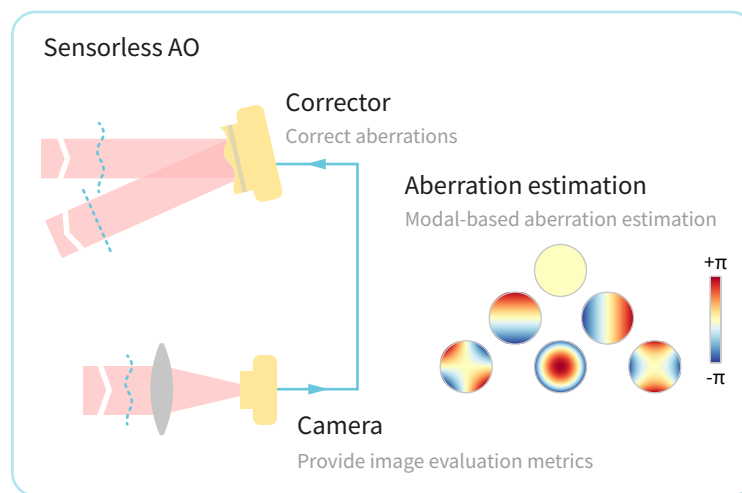 Sensorless AO
Corrector
Correct aberrations
Aberration estimation
Modal-based aberration estimation
+π
-π
Camera
Provide image evaluation metrics